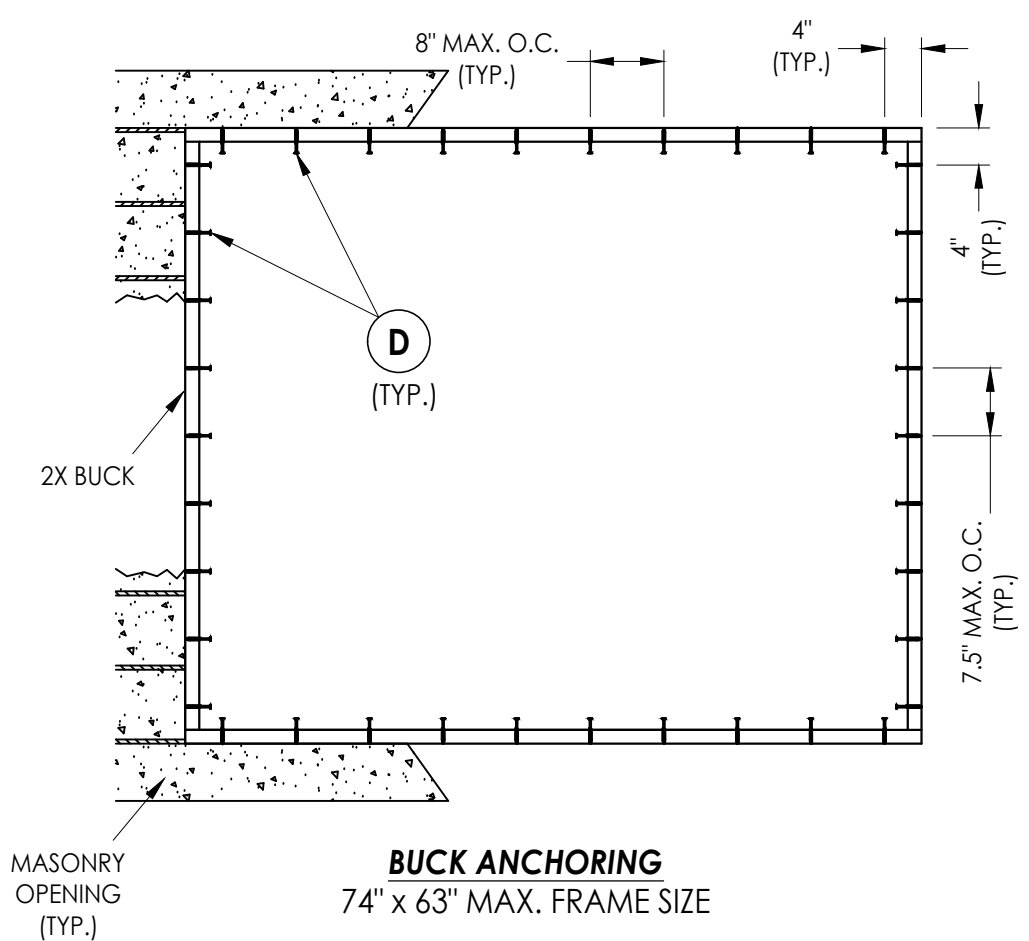 8" MAX. O.C.
(TYP.)
4"
(TYP.)
4"
(TYP.)
D
(TYP.)
2X BUCK
7.5" MAX. O.C.
(TYP.)
MASONRY
OPENING
(TYP.)
BUCK ANCHORING
74" x 63" MAX. FRAME SIZE